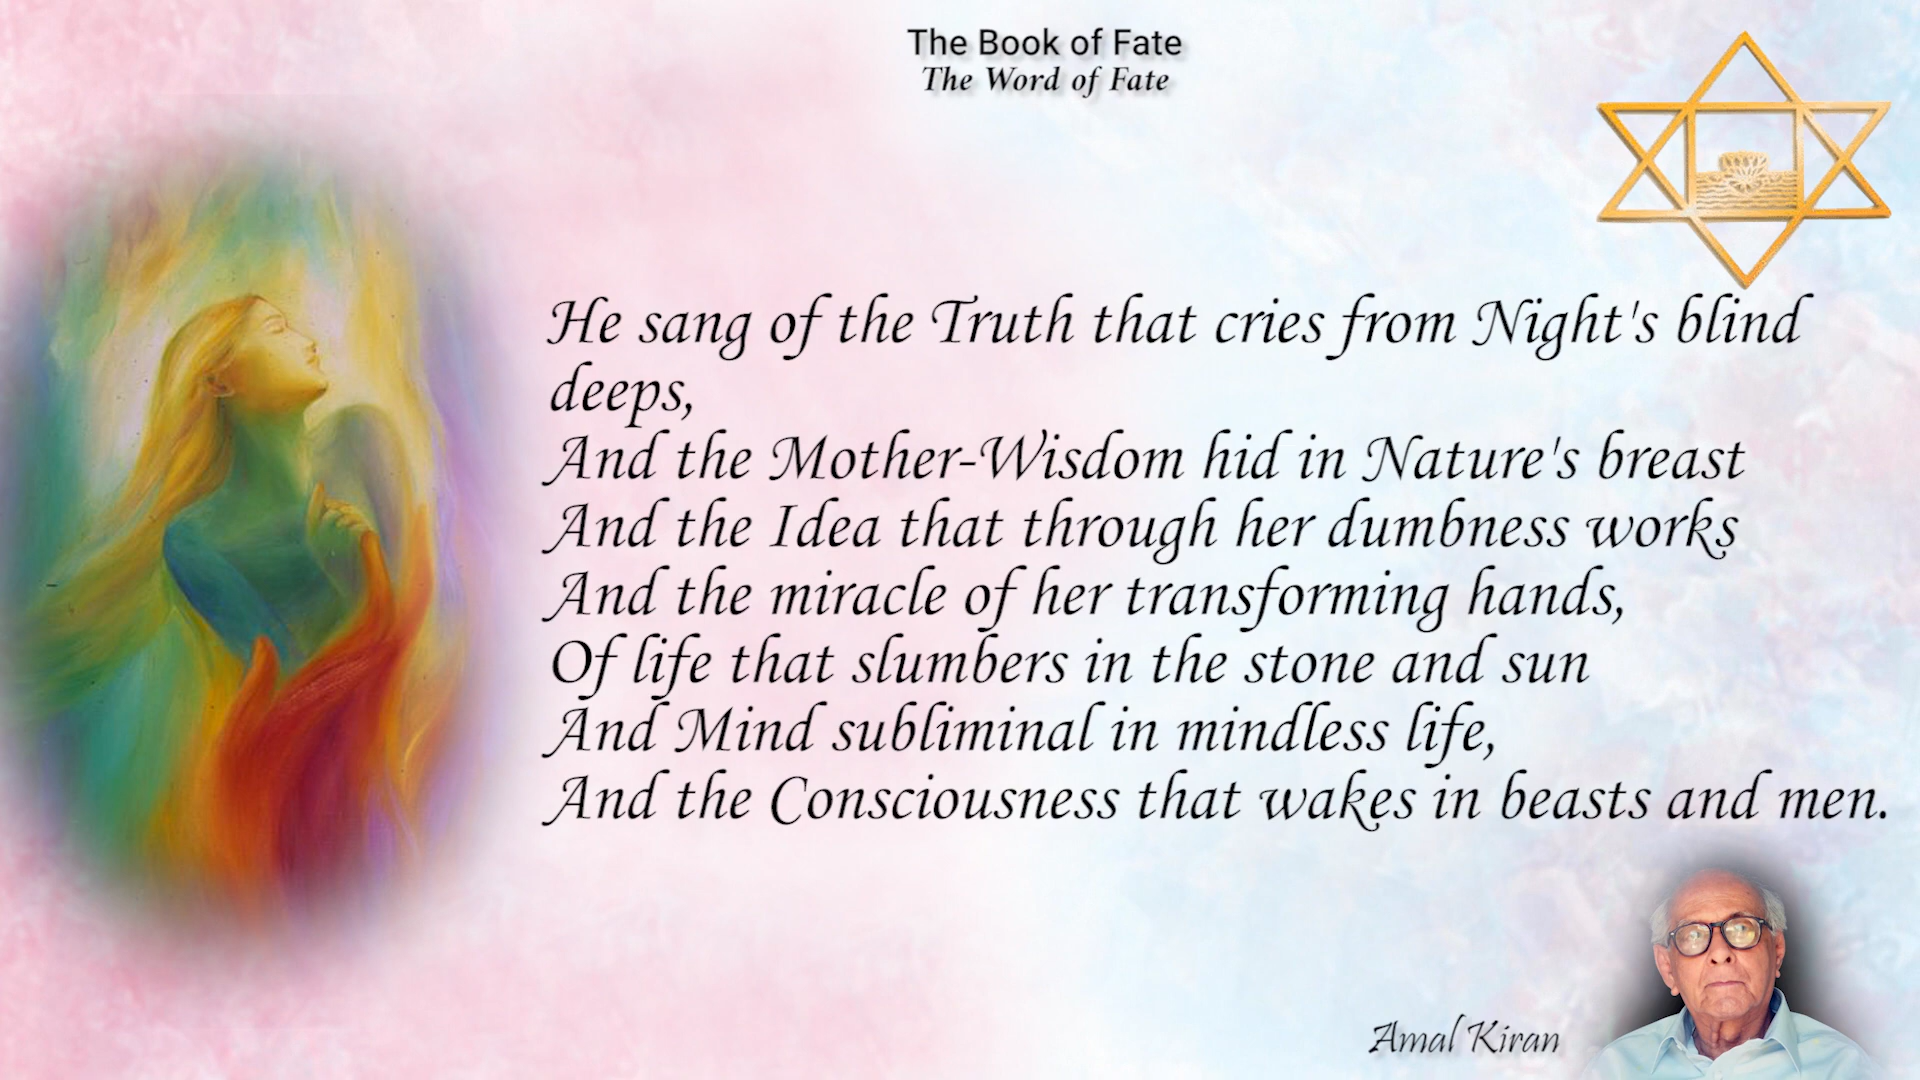 The Book of Fate
The Word of Fate
He sang of the Truth that cries from Night's blind
deeps,
And the Mother-Wisdom hid in Nature's breast
And the Idea that through her dumbness works
And the miracle of her transforming hands,
Of life that slumbers in the stone and sun
And Mind subliminal in mindless life,
And the Consciousness that wakes in beasts and men.
Amal Kiran